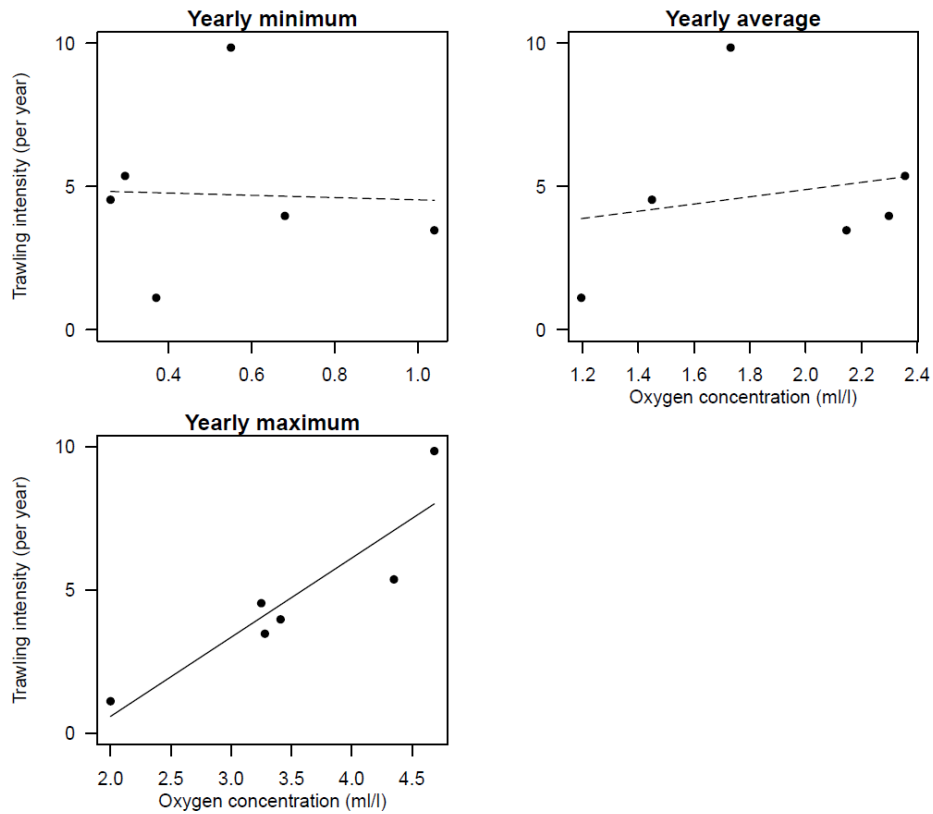 Yearly minimum
Trawling intensity (per year)
10
5
0
0.4 0.6 0.8 1.0
Yearly average
10
5
0
1.2 1.4 1.6 1.8 2.0 2.2 2.4
Oxygen concentration (ml/l)
Yearly maximum
Trawling intensity (per year)
10
5
0
2.0 2.5 3.0 3.5 4.0 4.5
Oxygen concentration (ml/l)